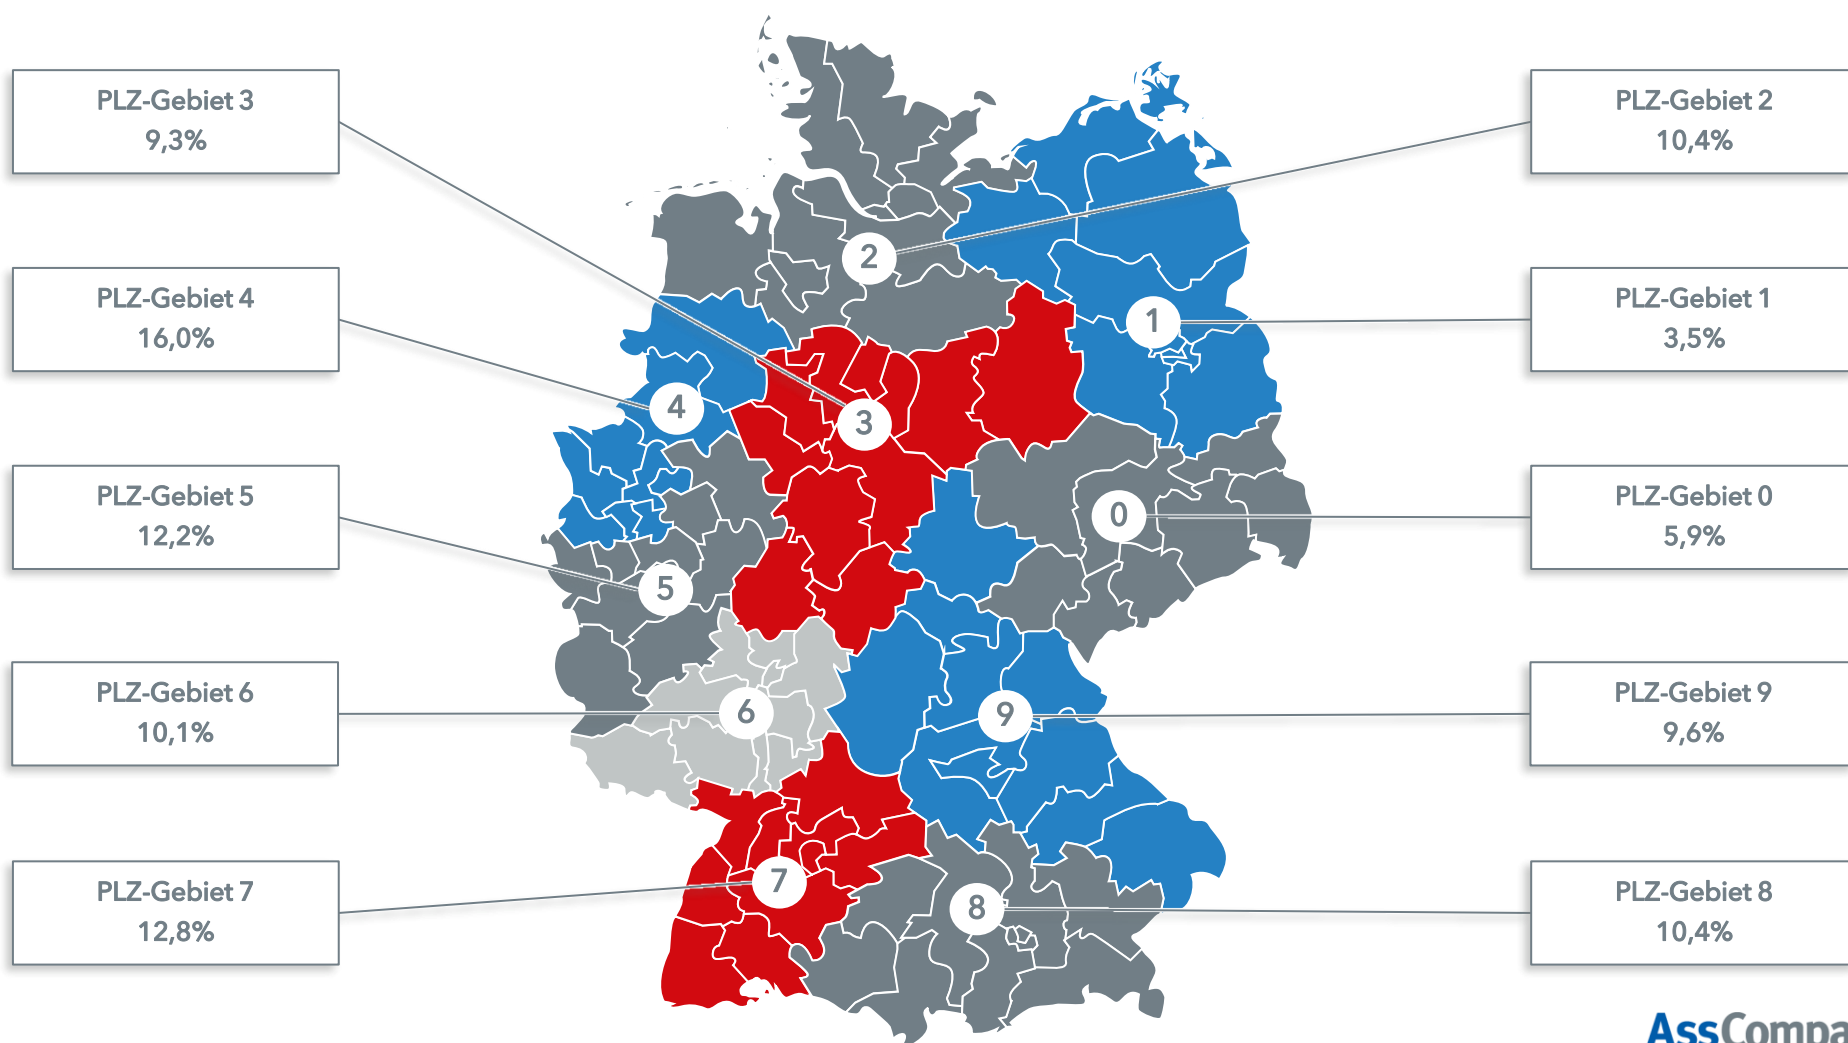 PLZ-Gebiet 3
9,3%
PLZ-Gebiet 4
16,0%
PLZ-Gebiet 5
12,2%
PLZ-Gebiet 6
10,1%
PLZ-Gebiet 7
12,8%
2
1
4
3
0
5
6
9
7
8
PLZ-Gebiet 2
10,4%
PLZ-Gebiet 1
3,5%
PLZ-Gebiet 0
5,9%
PLZ-Gebiet 9
9,6%
PLZ-Gebiet 8
10,4%
AssCompa